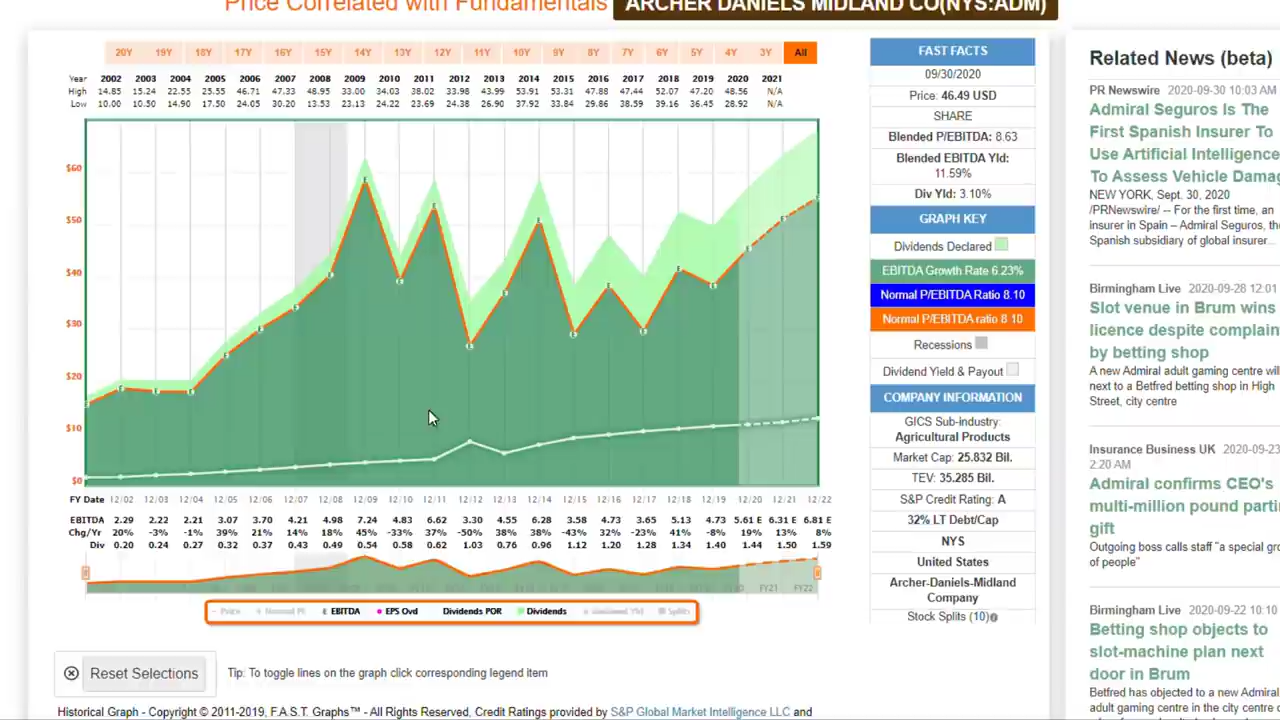 Price Correlated with Fundamentals ARCHER DANIELS MIDLAND CO(NYS:ADM)
20Y 19Y 18Y 17Y 16Y 15Y 14Y 13Y 12Y 11Y 10Y 9Y 8Y 7Y 6Y 5Y 4Y 3Y All
Year 2002 2003 2004 2005 2006 2007 2008 2009 2010 2011 2012 2013 2014 2015 2016 2017 2018 2019 2020 2021
High 14.85 15.24 22.55 25.55 46.71 47.33 48.95 33.00 34.03 38.02 33.98 43.99 53.91 53.31 47.88 47.44 52.07 47.20 48.56 N/A
Low 10.00 10.50 14.90 17.50 24.05 30.20 13.53 23.13 24.22 23.69 24.38 26.90 37.92 33.84 29.86 38.59 39.16 36.45 28.92 N/A
$60
$50
$40
$30
$20
$10
$0
FY Date 12/02 12/03 12/04 12/05 12/06 12/07 12/08 12/09 12/10 12/11 12/12 12/13 12/14 12/15 12/16 12/17 12/18 12/19 12/20 12/21 12/22
EBITDA 2.29 2.22 2.21 3.07 3.70 4.21 4.98 7.24 4.83 6.62 3.30 4.55 6.28 3.58 4.73 3.65 5.13 4.73 5.61 E 6.31 E 6.81 E
Chg/Yr 20% -3% -1% 39% 21% 14% 18% 45% -33% 37% -50% 38% 38% -43% 32% -23% 41% -8% 19% 13% 8%
Div 0.20 0.24 0.27 0.32 0.37 0.43 0.49 0.54 0.58 0.62 1.03 0.76 0.96 1.12 1.20 1.28 1.34 1.40 1.44 1.50 1.59
FY21 FY22
Price Normal PE EBITDA EPS Ovd Dividends POR Dividends Splits
Reset Selections
Tip: To toggle lines on the graph click corresponding legend item
Historical Graph - Copyright © 2011-2019, F.A.S.T. Graphs™ - All Rights Reserved, Credit Ratings provided by S&P Global Market Intelligence LLC and
FAST FACTS
09/30/2020
Price: 46.49 USD
SHARE
Blended P/EBITDA: 8.63
Blended EBITDA Yld:
11.59%
Div Yld: 3.10%
GRAPH KEY
Dividends Declared
EBITDA Growth Rate 6.23%
Normal P/EBITDA Ratio 8.10
Normal P/EBITDA ratio 8.10
Recessions
Dividend Yield & Payout
COMPANY INFORMATION
GICS Sub-industry:
Agricultural Products
Market Cap: 25.832 Bil.
TEV: 35.285 Bil.
S&P Credit Rating: A
32% LT Debt/Cap
NYS
United States
Archer-Daniels-Midland
Company
Stock Splits (10)
Related News (beta)
PR Newswire 2020-09-30 10:03 AM
Admiral Seguros Is The
First Spanish Insurer To
Use Artificial Intelligence
To Assess Vehicle Damag
NEW YORK, Sept. 30, 2020
/PRNewswire/ -- For the first time, an
insurer in Spain – Admiral Seguros, the
Spanish subsidiary of global insurer...
Birmingham Live 2020-09-28 12:01
Slot venue in Brum wins
licence despite complain
by betting shop
A new Admiral adult gaming centre will
next to a Betfred betting shop in High
Street, city centre
Insurance Business UK 2020-09-23
2:20 AM
Admiral confirms CEO's
multi-million pound parti
gift
Outgoing boss calls staff "a special gro
of people"
Birmingham Live 2020-09-22 10:10
Betting shop objects to
slot-machine plan next
door in Brum
Betfred has objected to a new Admiral
adult gaming centre in the city centre o